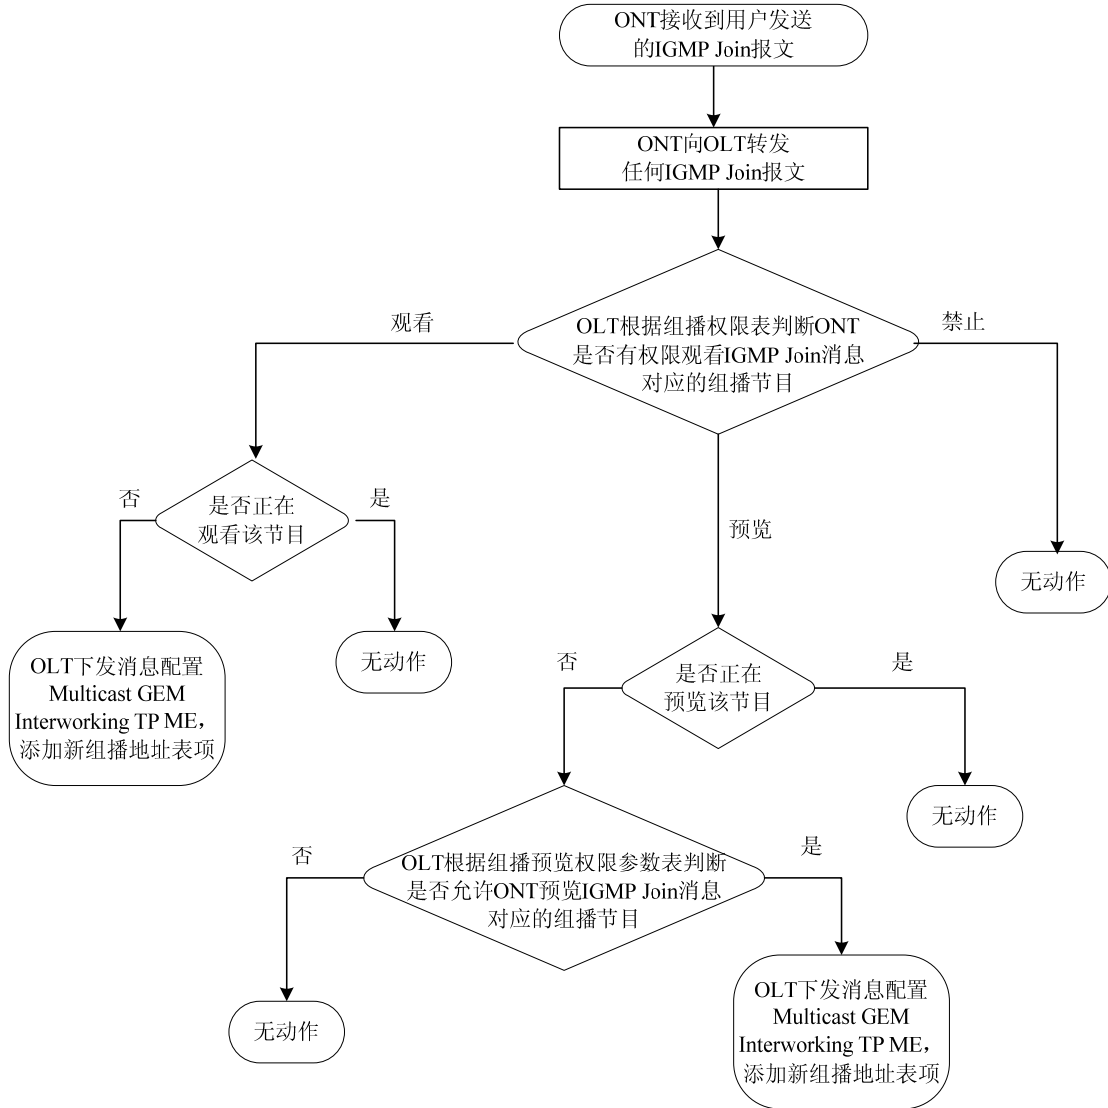 ONT接收到用户发送
的IGMP Join报文
ONT向OLT转发
任何IGMP Join报文
观看
禁止
OLT根据组播权限表判断ONT
是否有权限观看IGMP Join消息
对应的组播节目
否
是
是否正在
观看该节目
预览
无动作
OLT下发消息配置
Multicast GEM
Interworking TP ME，
添加新组播地址表项
无动作
否
是
是否正在
预览该节目
无动作
否
是
OLT根据组播预览权限参数表判断
是否允许ONT预览IGMP Join消息
对应的组播节目
无动作
OLT下发消息配置
Multicast GEM
Interworking TP ME，
添加新组播地址表项